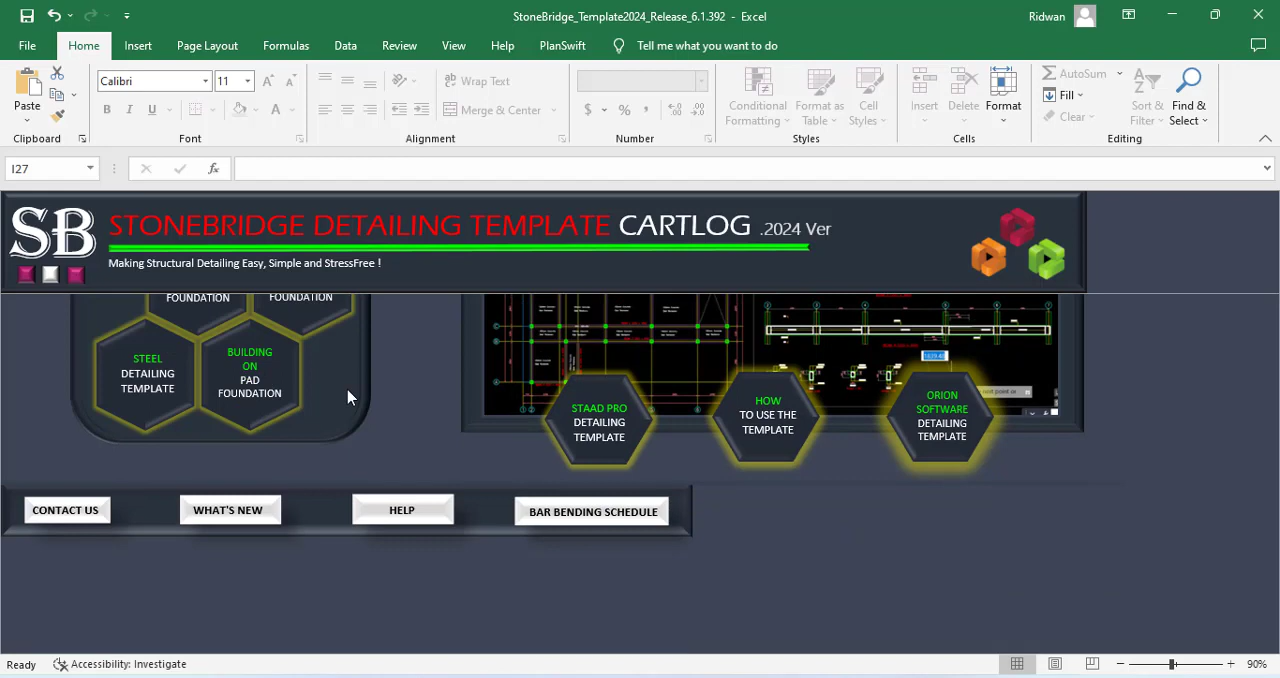 StoneBridge_Template2024_Release_6.1.392 - Excel
Ridwan
File Home Insert Page Layout Formulas Data Review View Help PlanSwift Tell me what you want to do
Paste
Clipboard
Calibri 11
B I U A
Font
Wrap Text
Merge & Center
Alignment
$ % ,
Number
Conditional
Formatting
Format as
Table
Cell
Styles
Styles
Insert Delete Format
Cells
AutoSum
Fill
Clear
Sort &
Filter
Find &
Select
Editing
I27
fx
SB
STONEBRIDGE DETAILING TEMPLATE CARTLOG .2024 Ver
Making Structural Detailing Easy, Simple and StressFree !
FOUNDATION
FOUNDATION
STEEL
DETAILING
TEMPLATE
BUILDING
ON
PAD
FOUNDATION
STAAD PRO
DETAILING
TEMPLATE
HOW
TO USE THE
TEMPLATE
ORION
SOFTWARE
DETAILING
TEMPLATE
CONTACT US
WHAT'S NEW
HELP
BAR BENDING SCHEDULE
Ready
Accessibility: Investigate
90%